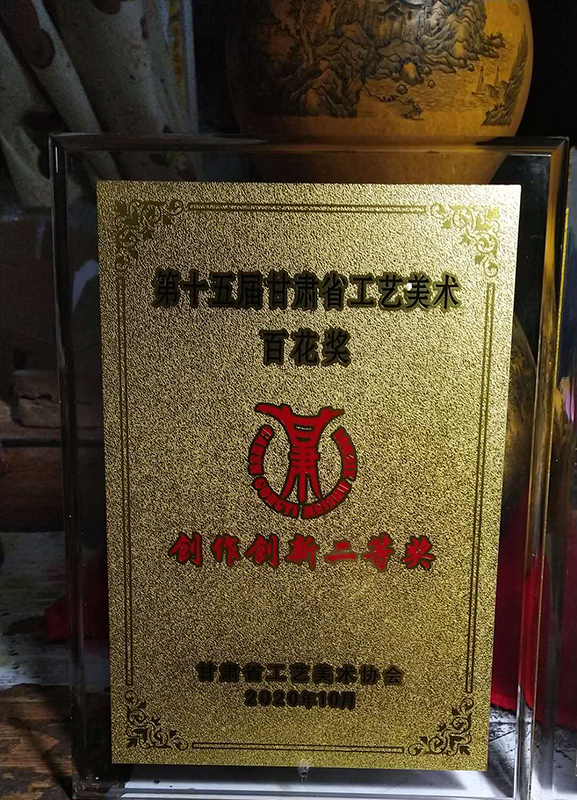 第十五届甘肃省工艺美术
百花奖
创作创新二等奖
甘肃省工艺美术协会
2020年10月